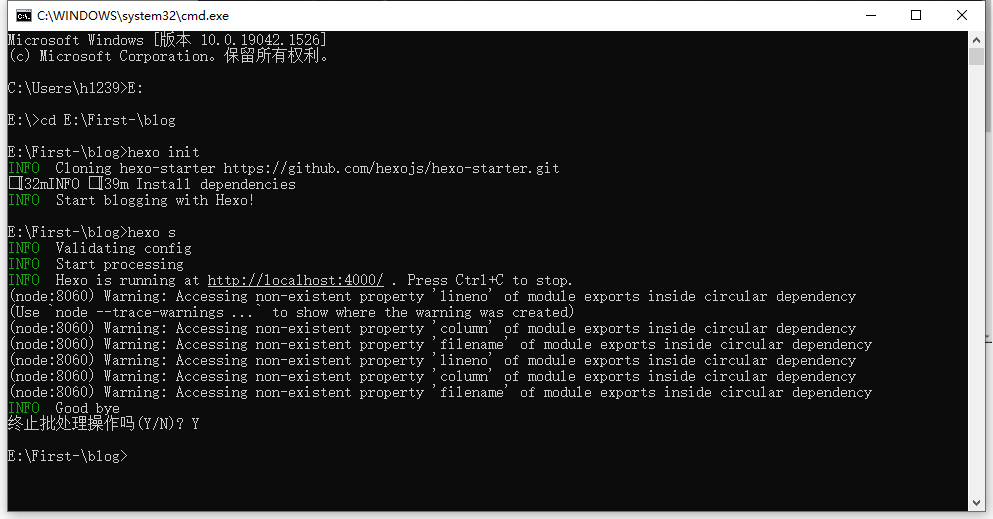 C:\WINDOWS\system32\cmd.exe
Microsoft Windows [版本 10.0.19042.1526]
(c) Microsoft Corporation。保留所有权利。
C:\Users\h1239>E:
E:\>cd E:\First-\blog
E:\First-\blog>hexo init
INFO  Cloning hexo-starter https://github.com/hexojs/hexo-starter.git
[32mINFO [39m Install dependencies
INFO  Start blogging with Hexo!
E:\First-\blog>hexo s
INFO  Validating config
INFO  Start processing
INFO  Hexo is running at http://localhost:4000/ . Press Ctrl+C to stop.
(node:8060) Warning: Accessing non-existent property 'lineno' of module exports inside circular dependency
(Use `node --trace-warnings ...` to show where the warning was created)
(node:8060) Warning: Accessing non-existent property 'column' of module exports inside circular dependency
(node:8060) Warning: Accessing non-existent property 'filename' of module exports inside circular dependency
(node:8060) Warning: Accessing non-existent property 'lineno' of module exports inside circular dependency
(node:8060) Warning: Accessing non-existent property 'column' of module exports inside circular dependency
(node:8060) Warning: Accessing non-existent property 'filename' of module exports inside circular dependency
INFO  Good bye
终止批处理操作吗(Y/N)? Y
E:\First-\blog>